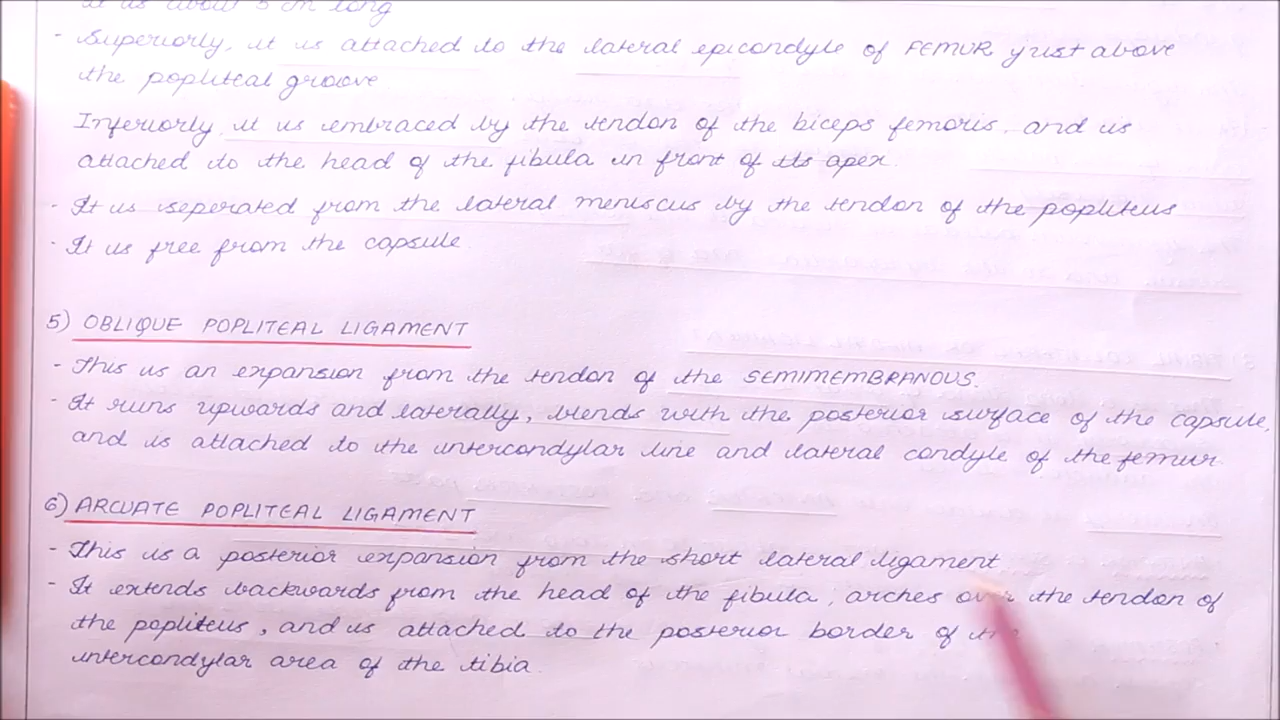 It is about 5 cm long
- Superiorly, it is attached to the lateral epicondyle of FEMUR just above
the popliteal groove
Inferiorly, it is embraced by the tendon of the biceps femoris, and is
attached to the head of the fibula in front of its apex.
- It is seperated from the lateral meniscus by the tendon of the popliteus
- It is free from the capsule.
5) OBLIQUE POPLITEAL LIGAMENT
- This is an expansion from the tendon of the SEMIMEMBRANOUS.
- It runs upwards and laterally, blends with the posterior surface of the capsule,
and is attached to the intercondylar line and lateral condyle of the femur.
6) ARCUATE POPLITEAL LIGAMENT
- This is a posterior expansion from the short lateral ligament
- It extends backwards from the head of the fibula, arches over the tendon of
the popliteus, and is attached to the posterior border of the
intercondylar area of the tibia.